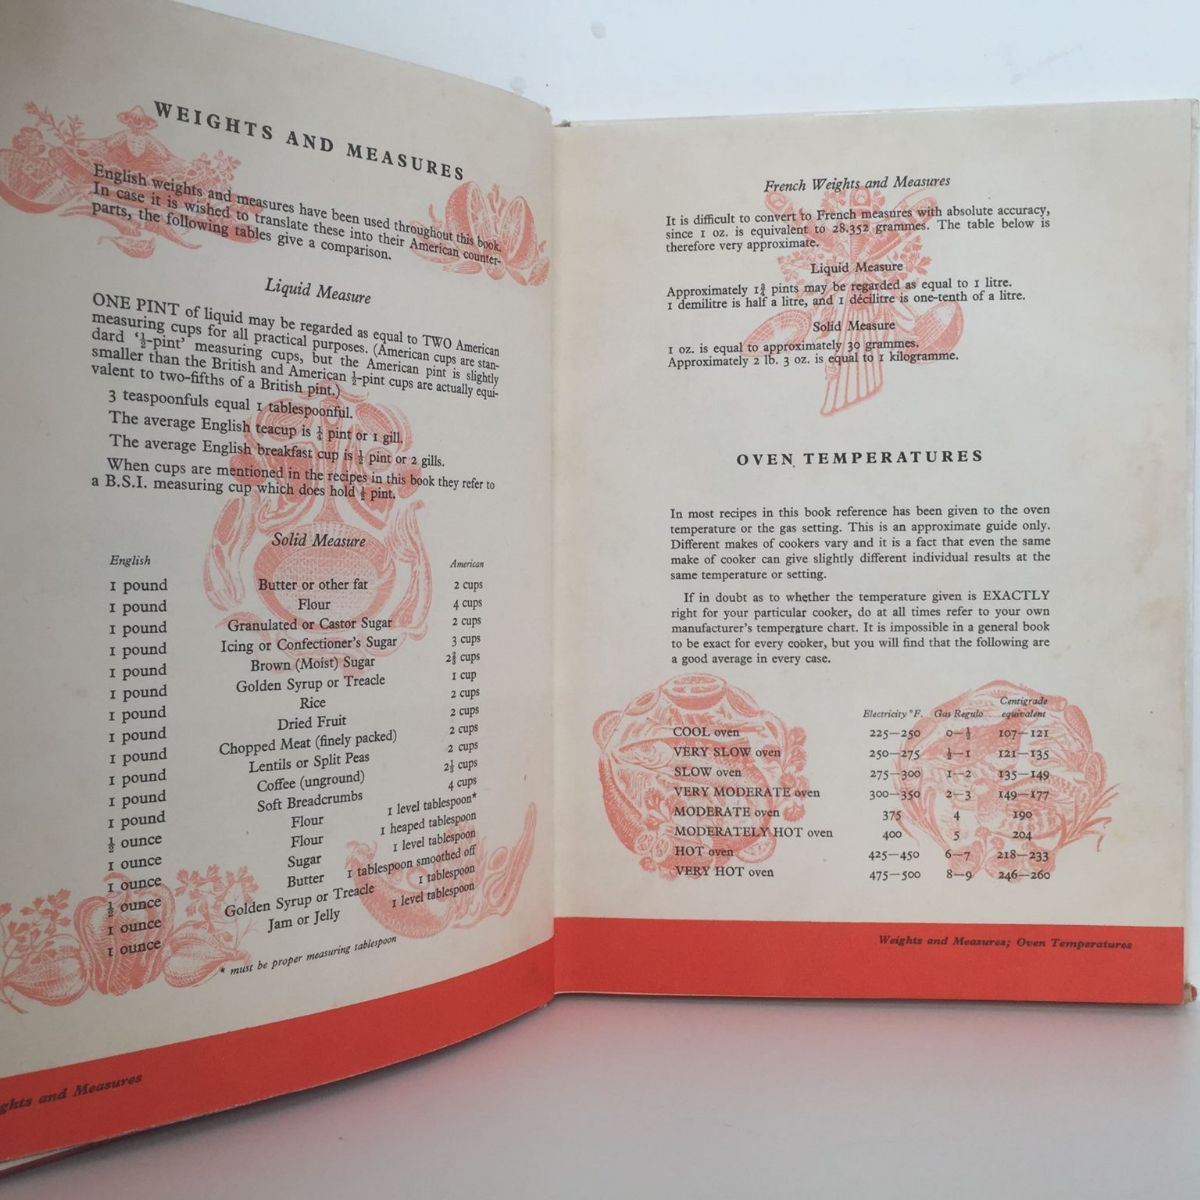 WEIGHTS AND MEASURES
English weights and measures have been used throughout this book.
In case it is wished to translate these into their American counter-
parts, the following tables give a comparison.
Liquid Measure
ONE PINT of liquid may be regarded as equal to TWO American
measuring cups for all practical purposes. (American cups are stan-
dard ‘½-pint’ measuring cups, but the American pint is slightly
smaller than the British and American ½-pint cups are actually equi-
valent to two-fifths of a British pint.)
3 teaspoonfuls equal 1 tablespoonful.
The average English teacup is ¼ pint or 1 gill.
The average English breakfast cup is ½ pint or 2 gills.
When cups are mentioned in the recipes in this book they refer to
a B.S.I. measuring cup which does hold ½ pint.
Solid Measure
English American
1 pound Butter or other fat 2 cups
1 pound Flour 4 cups
1 pound Granulated or Castor Sugar 2 cups
1 pound Icing or Confectioner's Sugar 3 cups
1 pound Brown (Moist) Sugar cups
1 pound Golden Syrup or Treacle 1 cup
1 pound Rice 2 cups
1 pound Dried Fruit 2 cups
1 pound Chopped Meat (finely packed) 2 cups
1 pound Lentils or Split Peas 2 cups
1 pound Coffee (unground) 2½ cups
1 pound Soft Breadcrumbs 4 cups
½ ounce Flour 1 level tablespoon*
1 ounce Flour 1 heaped tablespoon
1 ounce Sugar 1 level tablespoon
½ ounce Butter 1 tablespoon smoothed off
1 ounce Golden Syrup or Treacle 1 tablespoon
1 ounce Jam or Jelly 1 level tablespoon
* must be proper measuring tablespoon
ghts and Measures
French Weights and Measures
It is difficult to convert to French measures with absolute accuracy,
since 1 oz. is equivalent to 28.352 grammes. The table below is
therefore very approximate.
Liquid Measure
Approximately 1¾ pints may be regarded as equal to 1 litre.
1 demilitre is half a litre, and 1 décilitre is one-tenth of a litre.
Solid Measure
1 oz. is equal to approximately 30 grammes.
Approximately 2 lb. 3 oz. is equal to 1 kilogramme.
OVEN TEMPERATURES
In most recipes in this book reference has been given to the oven
temperature or the gas setting. This is an approximate guide only.
Different makes of cookers vary and it is a fact that even the same
make of cooker can give slightly different individual results at the
same temperature or setting.
If in doubt as to whether the temperature given is EXACTLY
right for your particular cooker, do at all times refer to your own
manufacturer's temperature chart. It is impossible in a general book
to be exact for every cooker, but you will find that the following are
a good average in every case.
Electricity °F. Gas Regulo Centigrade equivalent
COOL oven 225—250 0—½ 107—121
VERY SLOW oven 250—275 ½—1 121—135
SLOW oven 275—300 1—2 135—149
VERY MODERATE oven 300—350 2—3 149—177
MODERATE oven 375 4 190
MODERATELY HOT oven 400 5 204
HOT oven 425—450 6—7 218—233
VERY HOT oven 475—500 8—9 246—260
Weights and Measures; Oven Temperatures